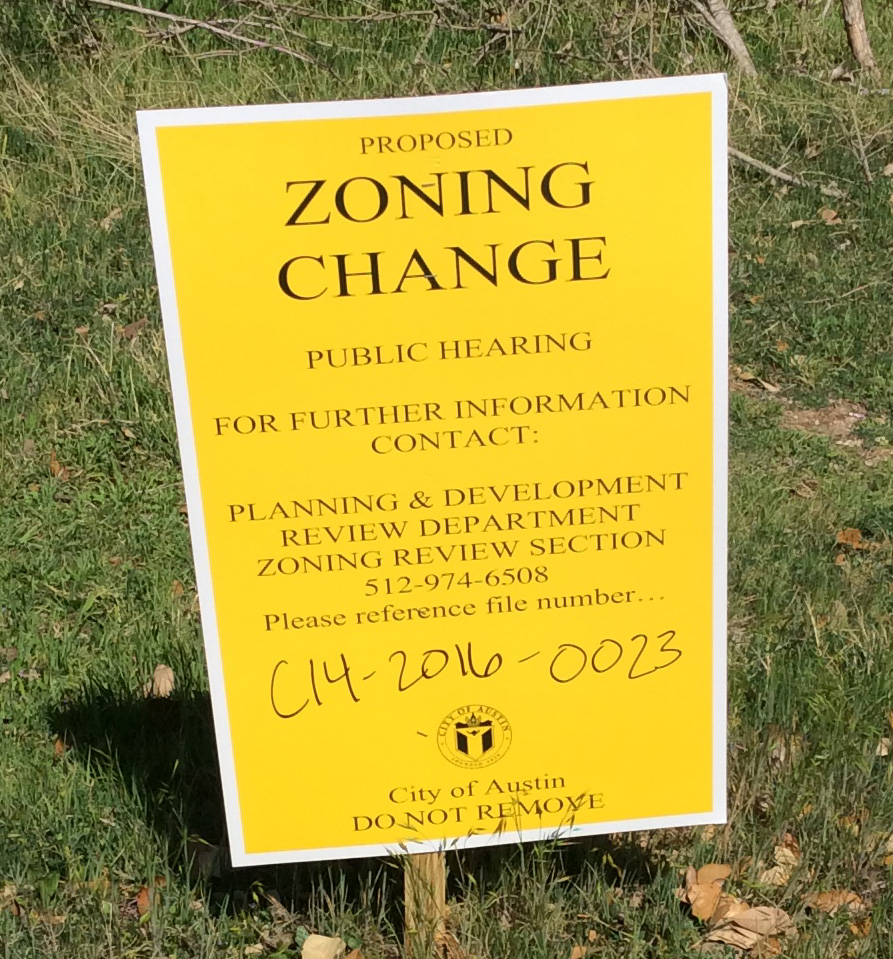 PROPOSED
ZONING
CHANGE
PUBLIC HEARING
FOR FURTHER INFORMATION
CONTACT:
PLANNING & DEVELOPMENT
REVIEW DEPARTMENT
ZONING REVIEW SECTION
512-974-6508
Please reference file number...
C14-2016-0023
CITY OF AUSTIN
City of Austin
DO NOT REMOVE